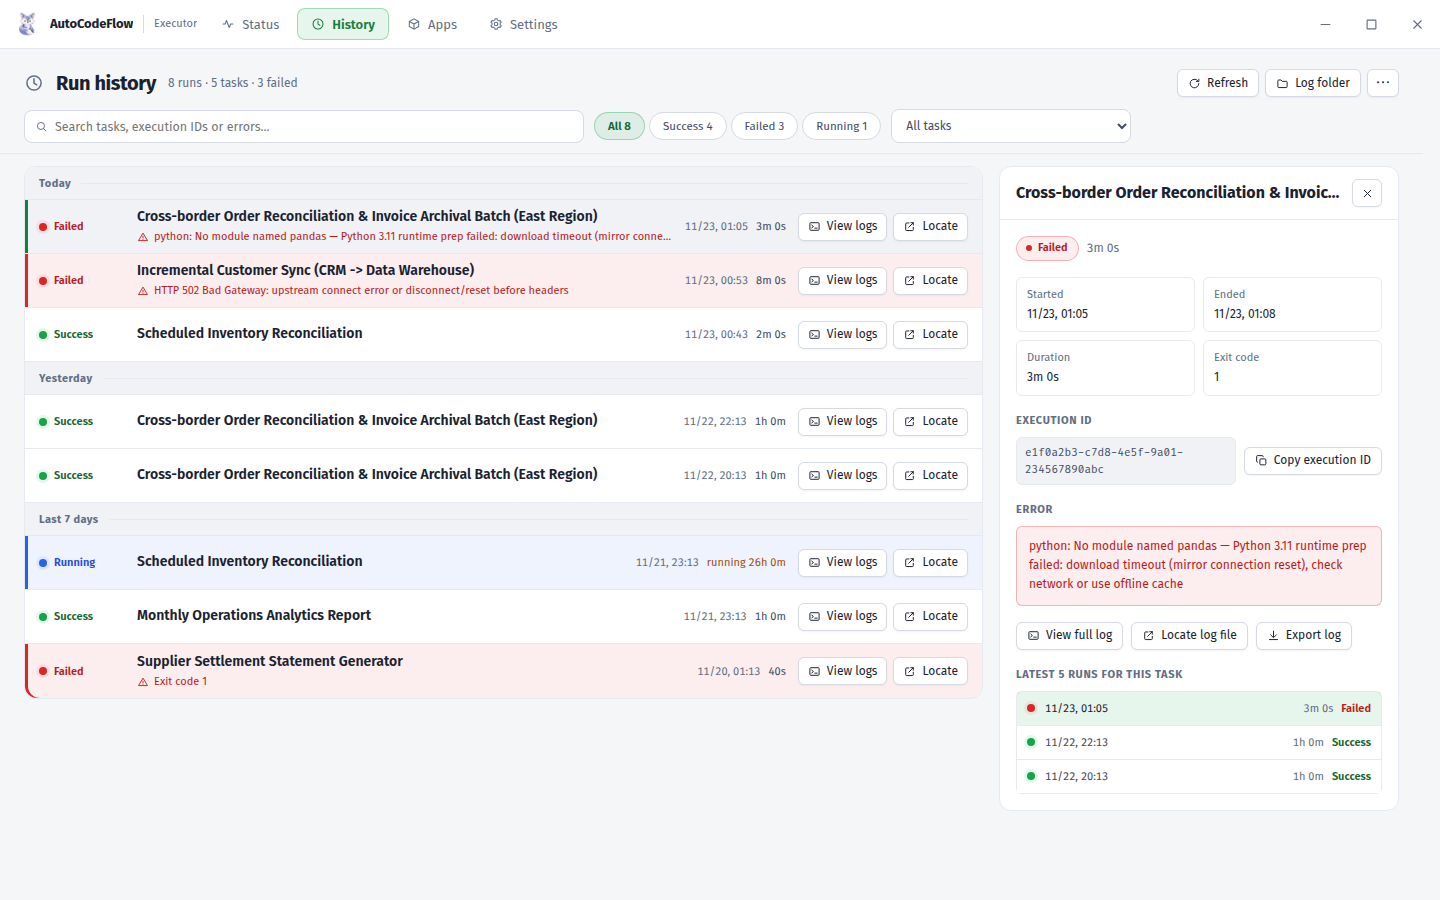 AutoCodeFlow
Executor
Status
History
Apps
Settings
Run history
8 runs · 5 tasks · 3 failed
Refresh
Log folder
Search tasks, execution IDs or errors...
All 8
Success 4
Failed 3
Running 1
All tasks
Today
Failed
Cross-border Order Reconciliation & Invoice Archival Batch (East Region)
python: No module named pandas — Python 3.11 runtime prep failed: download timeout (mirror conne...
11/23, 01:05 3m 0s
View logs
Locate
Failed
Incremental Customer Sync (CRM -> Data Warehouse)
HTTP 502 Bad Gateway: upstream connect error or disconnect/reset before headers
11/23, 00:53 8m 0s
View logs
Locate
Success
Scheduled Inventory Reconciliation
11/23, 00:43 2m 0s
View logs
Locate
Yesterday
Success
Cross-border Order Reconciliation & Invoice Archival Batch (East Region)
11/22, 22:13 1h 0m
View logs
Locate
Success
Cross-border Order Reconciliation & Invoice Archival Batch (East Region)
11/22, 20:13 1h 0m
View logs
Locate
Last 7 days
Running
Scheduled Inventory Reconciliation
11/21, 23:13 running 26h 0m
View logs
Locate
Success
Monthly Operations Analytics Report
11/21, 23:13 1h 0m
View logs
Locate
Failed
Supplier Settlement Statement Generator
Exit code 1
11/20, 01:13 40s
View logs
Locate
Cross-border Order Reconciliation & Invoic...
Failed
3m 0s
Started
11/23, 01:05
Ended
11/23, 01:08
Duration
3m 0s
Exit code
1
EXECUTION ID
e1f0a2b3-c7d8-4e5f-9a01-
234567890abc
Copy execution ID
ERROR
python: No module named pandas — Python 3.11 runtime prep
failed: download timeout (mirror connection reset), check
network or use offline cache
View full log
Locate log file
Export log
LATEST 5 RUNS FOR THIS TASK
11/23, 01:05 3m 0s Failed
11/22, 22:13 1h 0m Success
11/22, 20:13 1h 0m Success